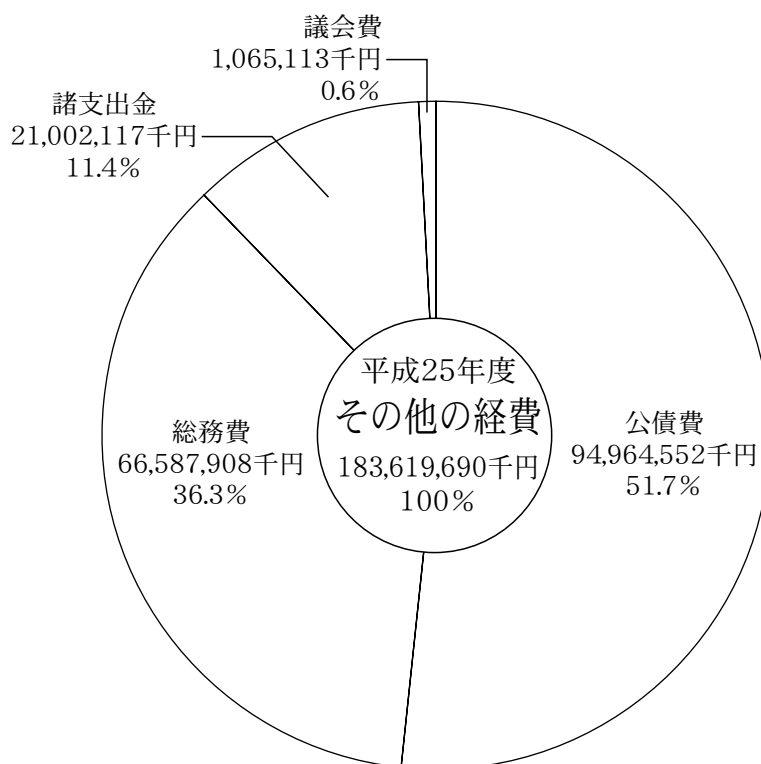 議会費
1,065,113千円
0.6%
諸支出金
21,002,117千円
11.4%
平成25年度
その他の経費
183,619,690千円
100%
総務費
66,587,908千円
36.3%
公債費
94,964,552千円
51.7%